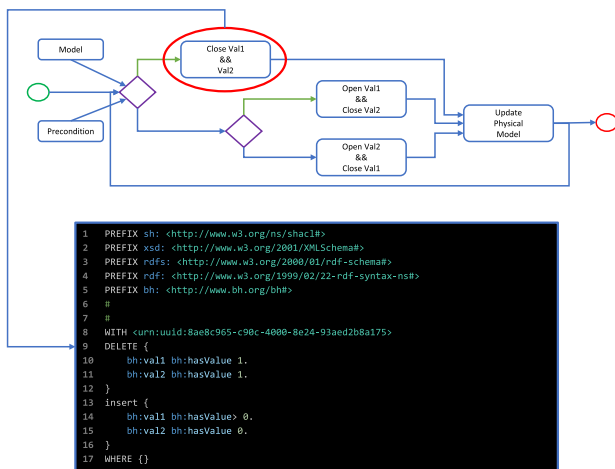 Model
Close Val1
&&
Val2
Precondition
Open Val1
&&
Close Val2
Open Val2
&&
Close Val1
Update
Physical
Model
1 PREFIX sh: <http://www.w3.org/ns/shacl#>
2 PREFIX xsd: <http://www.w3.org/2001/XMLSchema#>
3 PREFIX rdfs: <http://www.w3.org/2000/01/rdf-schema#>
4 PREFIX rdf: <http://www.w3.org/1999/02/22-rdf-syntax-ns#>
5 PREFIX bh: <http://www.bh.org/bh#>
6 #
7 #
8 WITH <urn:uuid:8ae8c965-c90c-4000-8e24-93aed2b8a175>
9 DELETE {
10 bh:val1 bh:hasValue 1.
11 bh:val2 bh:hasValue 1.
12 }
13 insert {
14 bh:val1 bh:hasValue> 0.
15 bh:val2 bh:hasValue 0.
16 }
17 WHERE {}